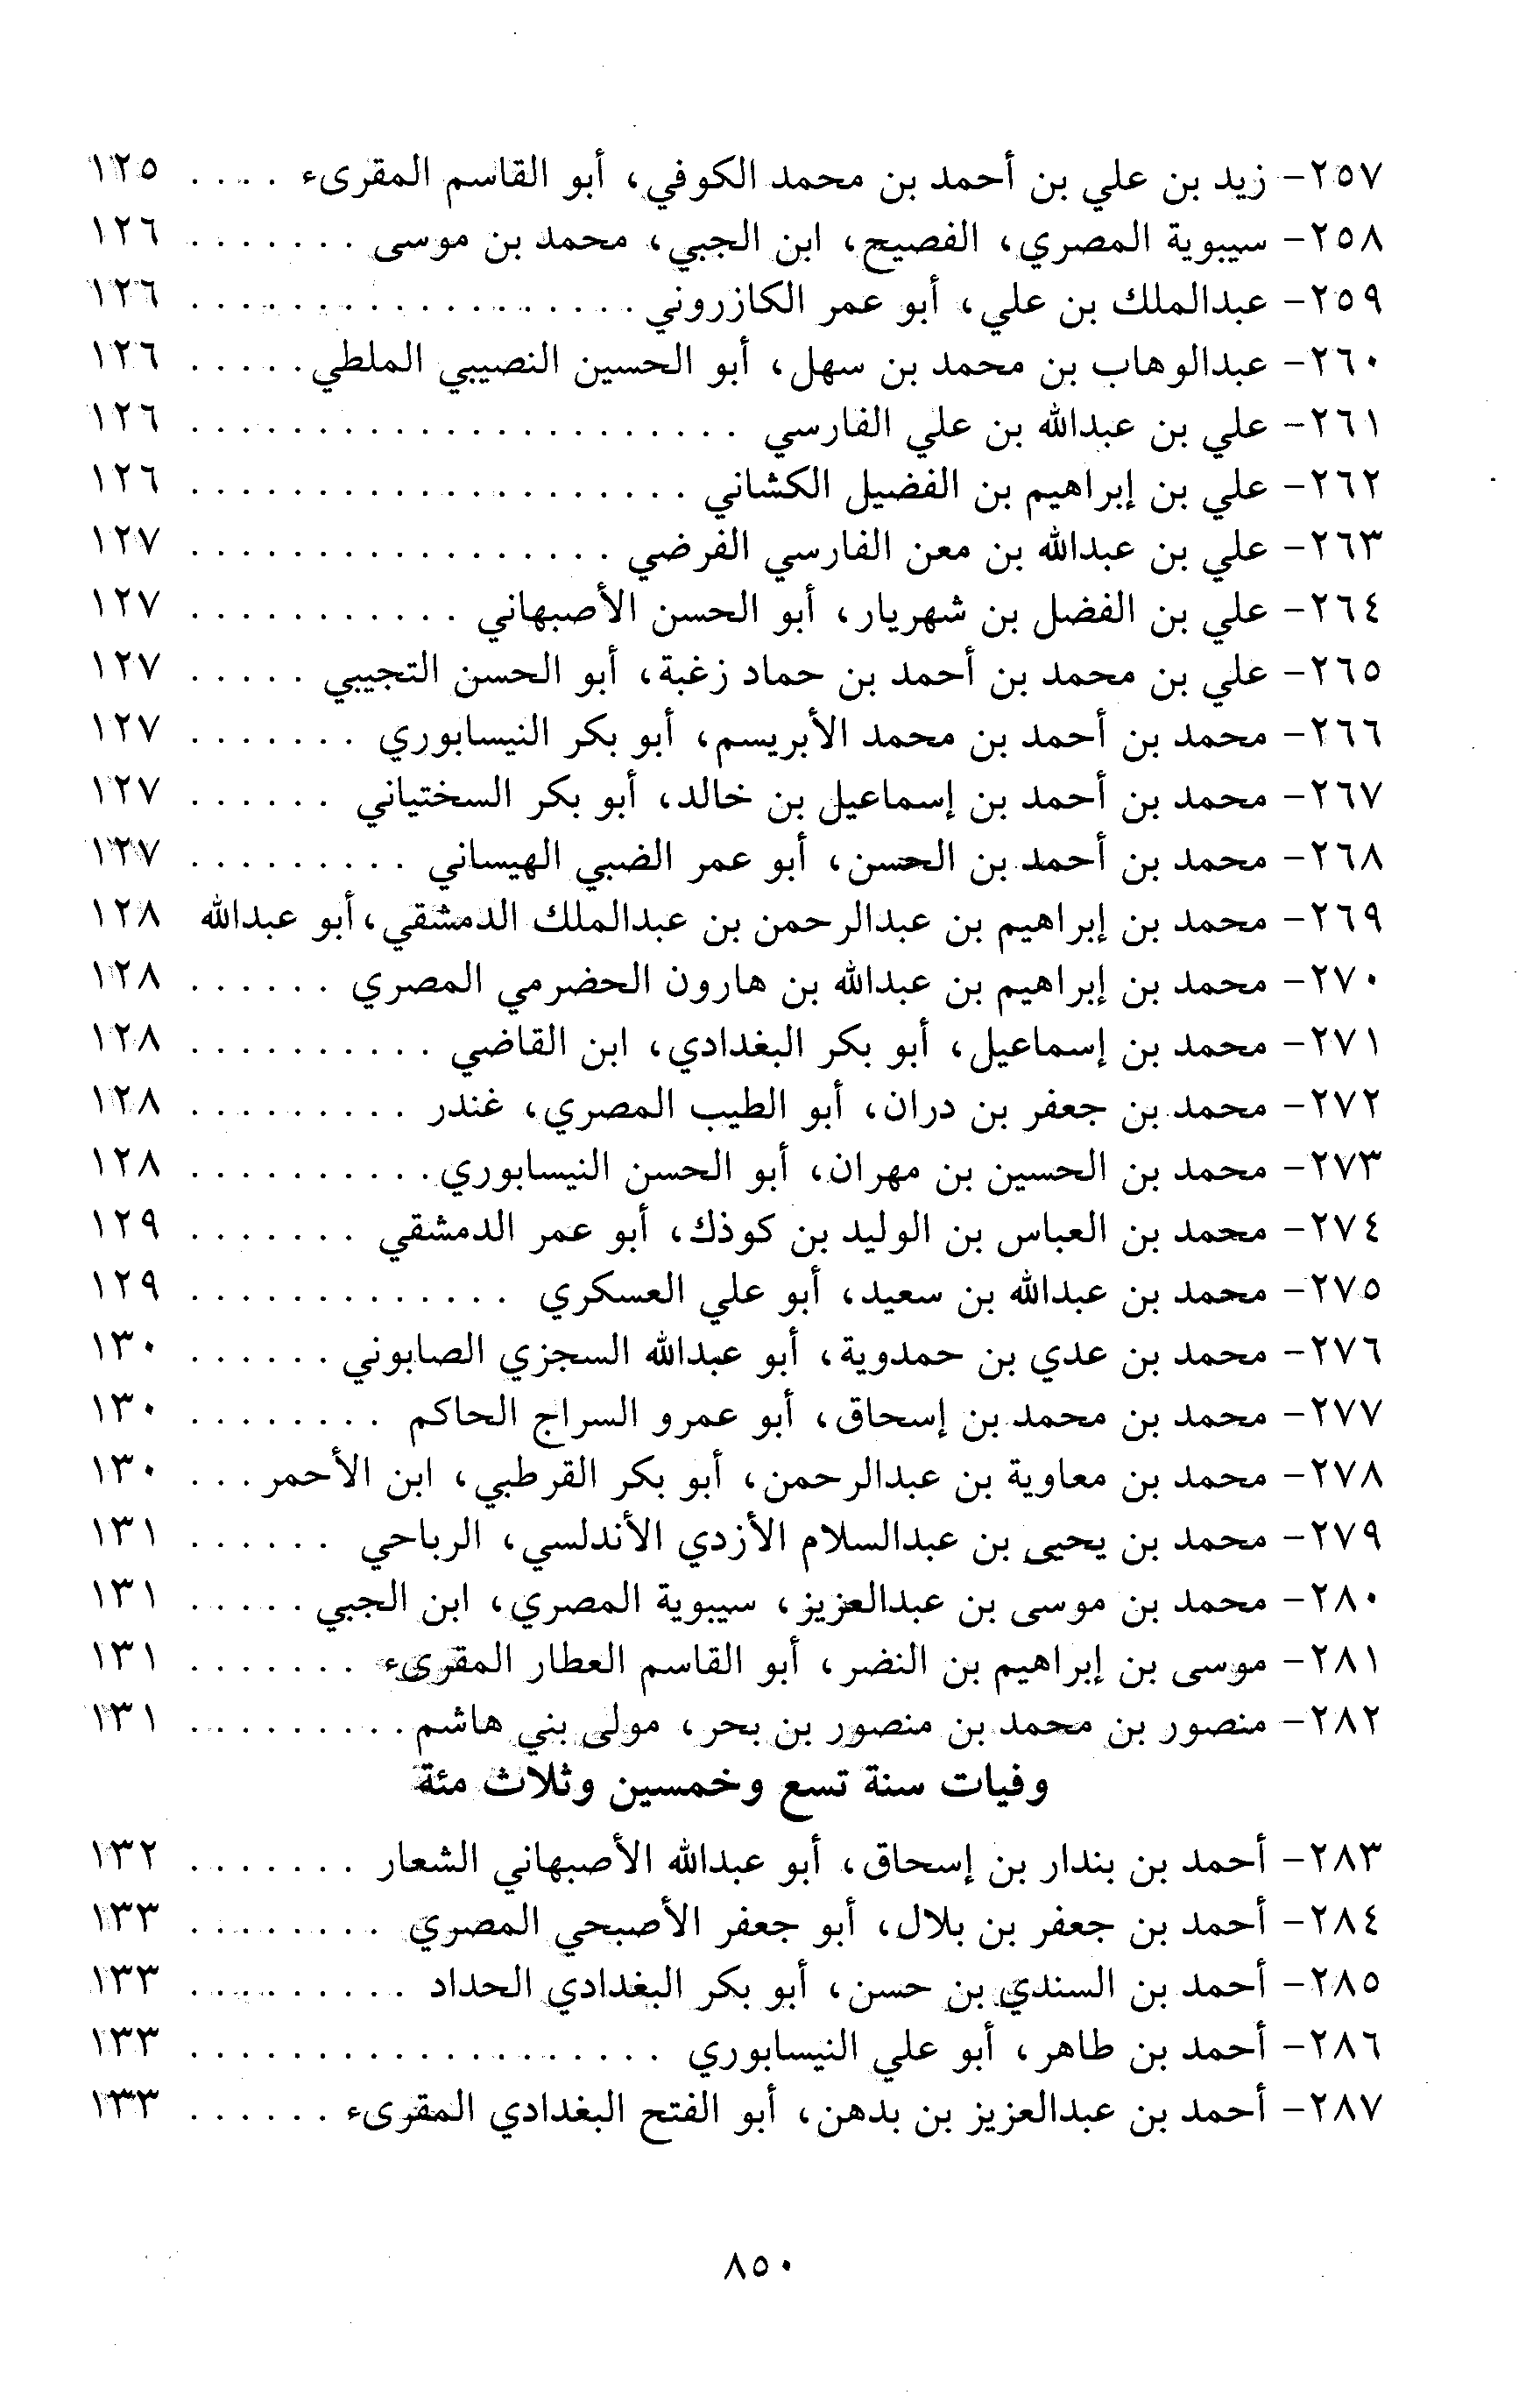 ٢٥٧- زيد بن علي بن أحمد بن محمد الكوفي، أبو القاسم المقرىء . . . . ١٢٥
٢٥٨- سيبوية المصري، الفصيح، ابن الجبي، محمد بن موسى . . . . . . . ١٢٦
٢٥٩- عبدالملك بن علي، أبو عمر الكازروني . . . . . . . . . . . . . . . . . . ١٢٦
٢٦٠- عبدالوهاب بن محمد بن سهل، أبو الحسين النصيبي الملطي . . . . . ١٢٦
٢٦١- علي بن عبدالله بن علي الفارسي . . . . . . . . . . . . . . . . . . . . . . ١٢٦
٢٦٢- علي بن إبراهيم بن الفضيل الكشاني . . . . . . . . . . . . . . . . . . . . ١٢٦
٢٦٣- علي بن عبدالله بن معن الفارسي الفرضي . . . . . . . . . . . . . . . . . ١٢٧
٢٦٤- علي بن الفضل بن شهريار، أبو الحسن الأصبهاني . . . . . . . . . . . ١٢٧
٢٦٥- علي بن محمد بن أحمد بن حماد زغبة، أبو الحسن التجيبي . . . . . ١٢٧
٢٦٦- محمد بن أحمد بن محمد الأبريسم، أبو بكر النيسابوري . . . . . . . ١٢٧
٢٦٧- محمد بن أحمد بن إسماعيل بن خالد، أبو بكر السختياني . . . . . . ١٢٧
٢٦٨- محمد بن أحمد بن الحسن، أبو عمر الضبي الهيساني . . . . . . . . . ١٢٧
٢٦٩- محمد بن إبراهيم بن عبدالرحمن بن عبدالملك الدمشقي، أبو عبدالله ١٢٨
٢٧٠- محمد بن إبراهيم بن عبدالله بن هارون الحضرمي المصري . . . . . . ١٢٨
٢٧١- محمد بن إسماعيل، أبو بكر البغدادي، ابن القاضي . . . . . . . . . . ١٢٨
٢٧٢- محمد بن جعفر بن دران، أبو الطيب المصري، غندر . . . . . . . . . ١٢٨
٢٧٣- محمد بن الحسين بن مهران، أبو الحسن النيسابوري . . . . . . . . . . ١٢٨
٢٧٤- محمد بن العباس بن الوليد بن كوذك، أبو عمر الدمشقي . . . . . . . ١٢٩
٢٧٥- محمد بن عبدالله بن سعيد، أبو علي العسكري . . . . . . . . . . . . . ١٢٩
٢٧٦- محمد بن عدي بن حمدوية، أبو عبدالله السجزي الصابوني . . . . . . ١٣٠
٢٧٧- محمد بن محمد بن إسحاق، أبو عمرو السراج الحاكم . . . . . . . . ١٣٠
٢٧٨- محمد بن معاوية بن عبدالرحمن، أبو بكر القرطبي، ابن الأحمر . . . ١٣٠
٢٧٩- محمد بن يحيى بن عبدالسلام الأزدي الأندلسي، الرباحي . . . . . . ١٣١
٢٨٠- محمد بن موسى بن عبدالعزيز، سيبوية المصري، ابن الجبي . . . . . ١٣١
٢٨١- موسى بن إبراهيم بن النضر، أبو القاسم العطار المقرىء . . . . . . . ١٣١
٢٨٢- منصور بن محمد بن منصور بن بحر، مولى بني هاشم . . . . . . . . . ١٣١
وفيات سنة تسع وخمسين وثلاث مئة
٢٨٣- أحمد بن بندار بن إسحاق، أبو عبدالله الأصبهاني الشعار . . . . . . . ١٣٢
٢٨٤- أحمد بن جعفر بن بلال، أبو جعفر الأصبحي المصري . . . . . . . . ١٣٣
٢٨٥- أحمد بن السندي بن حسن، أبو بكر البغدادي الحداد . . . . . . . . . ١٣٣
٢٨٦- أحمد بن طاهر، أبو علي النيسابوري . . . . . . . . . . . . . . . . . . . ١٣٣
٢٨٧- أحمد بن عبدالعزيز بن بدهن، أبو الفتح البغدادي المقرىء . . . . . . ١٣٣
٨٥٠